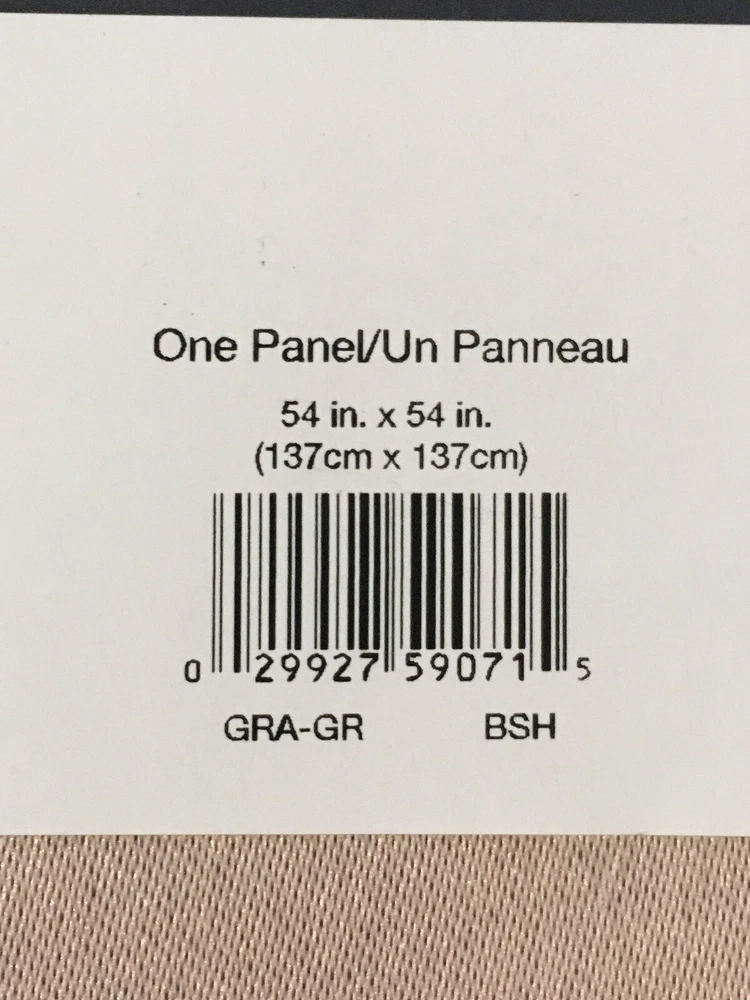 One Panel/Un Panneau
54 in. x 54 in.
(137cm x 137cm)
0 29927 59071 5
GRA-GR BSH